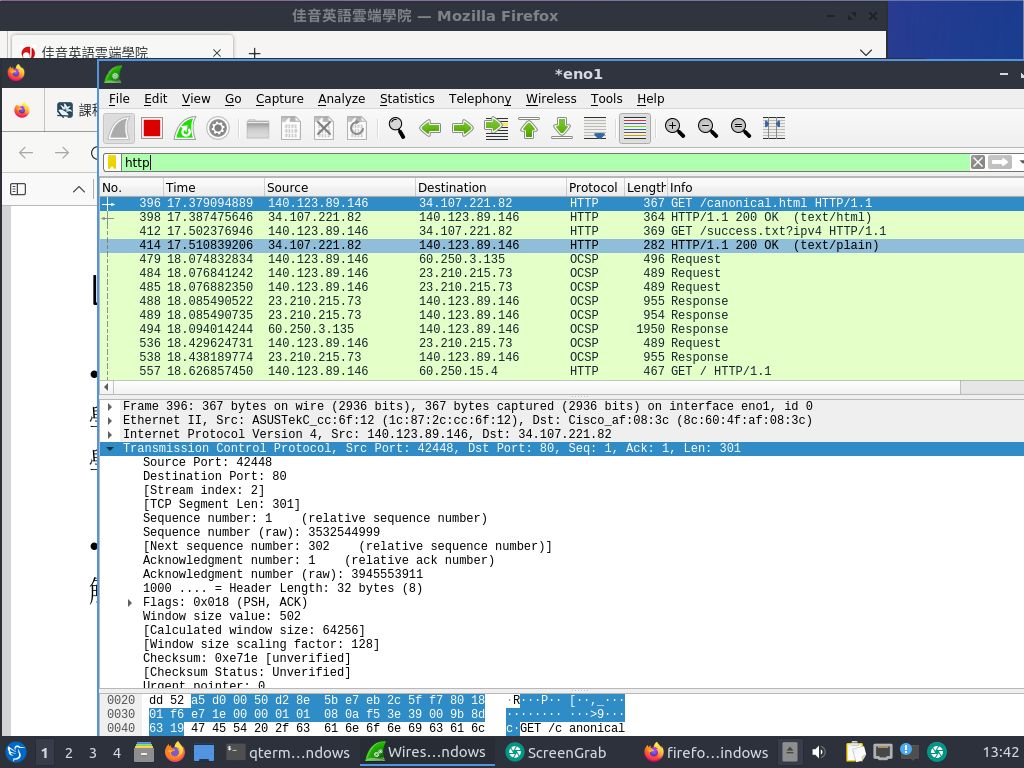 佳音英語雲端學院 — Mozilla Firefox
佳音英語雲端學院
*eno1
File Edit View Go Capture Analyze Statistics Telephony Wireless Tools Help
http
No. Time Source Destination Protocol Length Info
396 17.379094889 140.123.89.146 34.107.221.82 HTTP 367 GET /canonical.html HTTP/1.1
398 17.387475646 34.107.221.82 140.123.89.146 HTTP 364 HTTP/1.1 200 OK (text/html)
412 17.502376946 140.123.89.146 34.107.221.82 HTTP 369 GET /success.txt?ipv4 HTTP/1.1
414 17.510839206 34.107.221.82 140.123.89.146 HTTP 282 HTTP/1.1 200 OK (text/plain)
479 18.074832834 140.123.89.146 60.250.3.135 OCSP 496 Request
484 18.076841242 140.123.89.146 23.210.215.73 OCSP 489 Request
485 18.076882350 140.123.89.146 23.210.215.73 OCSP 489 Request
488 18.085490522 23.210.215.73 140.123.89.146 OCSP 955 Response
489 18.085490735 23.210.215.73 140.123.89.146 OCSP 954 Response
494 18.094014244 60.250.3.135 140.123.89.146 OCSP 1950 Response
536 18.429624731 140.123.89.146 23.210.215.73 OCSP 489 Request
538 18.438189774 23.210.215.73 140.123.89.146 OCSP 955 Response
557 18.626857450 140.123.89.146 60.250.15.4 HTTP 467 GET / HTTP/1.1
Frame 396: 367 bytes on wire (2936 bits), 367 bytes captured (2936 bits) on interface eno1, id 0
Ethernet II, Src: ASUSTekC_cc:6f:12 (1c:87:2c:cc:6f:12), Dst: Cisco_af:08:3c (8c:60:4f:af:08:3c)
Internet Protocol Version 4, Src: 140.123.89.146, Dst: 34.107.221.82
Transmission Control Protocol, Src Port: 42448, Dst Port: 80, Seq: 1, Ack: 1, Len: 301
Source Port: 42448
Destination Port: 80
[Stream index: 2]
[TCP Segment Len: 301]
Sequence number: 1 (relative sequence number)
Sequence number (raw): 3532544999
[Next sequence number: 302 (relative sequence number)]
Acknowledgment number: 1 (relative ack number)
Acknowledgment number (raw): 3945553911
1000 .... = Header Length: 32 bytes (8)
Flags: 0x018 (PSH, ACK)
Window size value: 502
[Calculated window size: 64256]
[Window size scaling factor: 128]
Checksum: 0xe71e [unverified]
[Checksum Status: Unverified]
Urgent pointer: 0
0020 dd 52 a5 d0 00 50 d2 8e 5b e7 eb 2c 5f f7 80 18 ·R···P·· [··,_···
0030 01 f6 e7 1e 00 00 01 01 08 0a f5 3e 39 00 9b 8d ········ ···>9···
0040 63 19 47 45 54 20 2f 63 61 6e 6f 6e 69 63 61 6c c·GET /c anonical
1 2 3 4 qterm...ndows Wires...ndows ScreenGrab firefo...indows 13:42